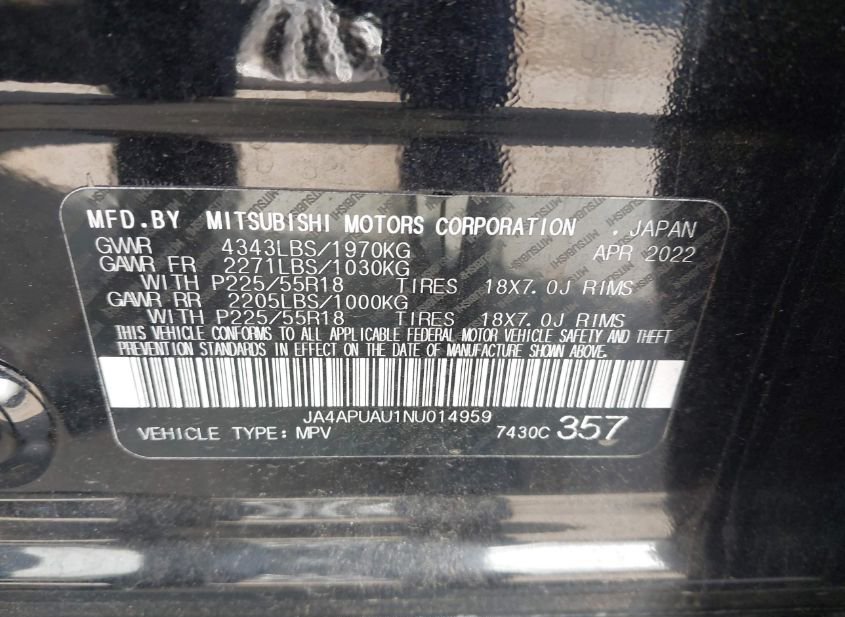 MFD.BY MITSUBISHI MOTORS CORPORATION . JAPAN
GVWR 4343LBS/1970KG APR 2022
GAWR FR 2271LBS/1030KG
WITH P225/55R18 TIRES 18X7.0J RIMS
GAWR RR 2205LBS/1000KG
WITH P225/55R18 TIRES 18X7.0J RIMS
THIS VEHICLE CONFORMS TO ALL APPLICABLE FEDERAL MOTOR VEHICLE SAFETY AND THEFT
PREVENTION STANDARDS IN EFFECT ON THE DATE OF MANUFACTURE SHOWN ABOVE.
JA4APUAU1NU014959
VEHICLE TYPE: MPV 7430C 357